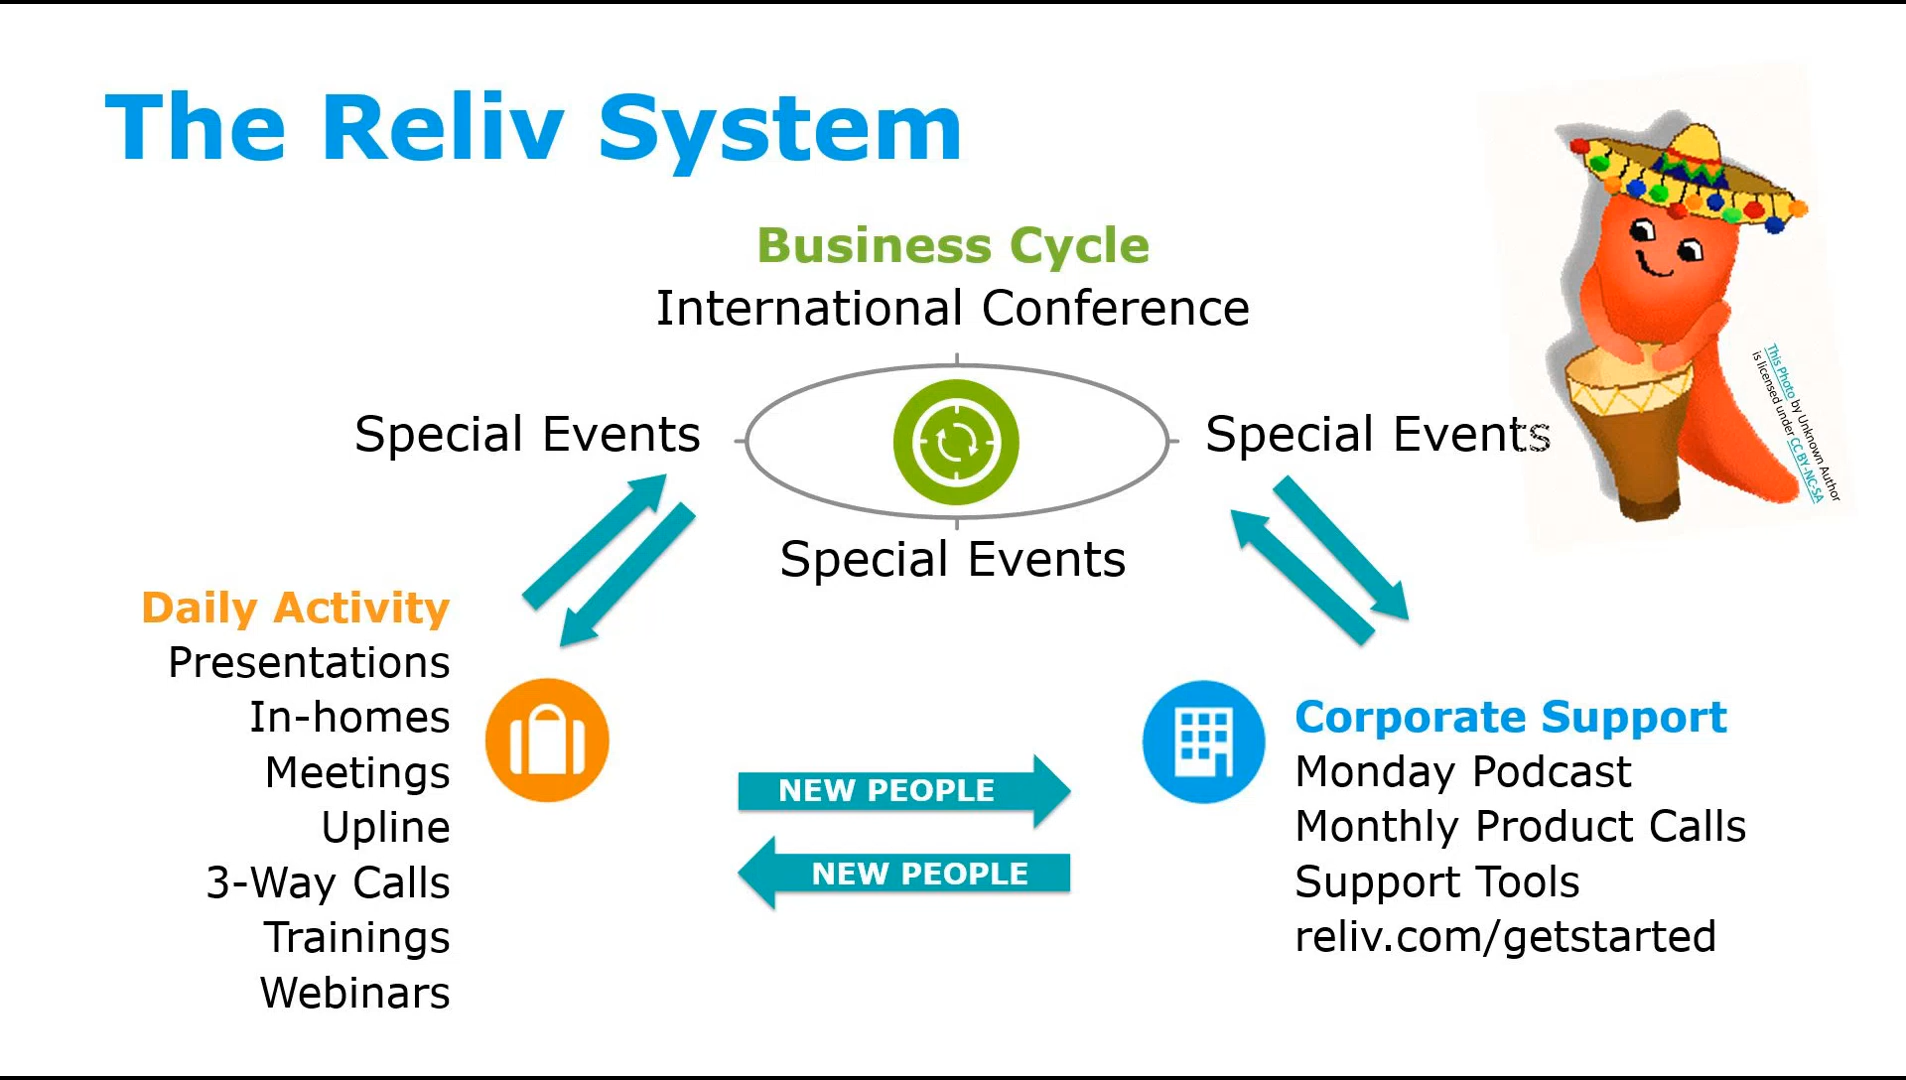 The Reliv System
Business Cycle
International Conference
Special Events
Special Events
Special Events
Daily Activity
Presentations
In-homes
Meetings
Upline
3-Way Calls
Trainings
Webinars
NEW PEOPLE
NEW PEOPLE
Corporate Support
Monday Podcast
Monthly Product Calls
Support Tools
reliv.com/getstarted
This Photo by Unknown Author
is licensed under CC BY-NC-SA